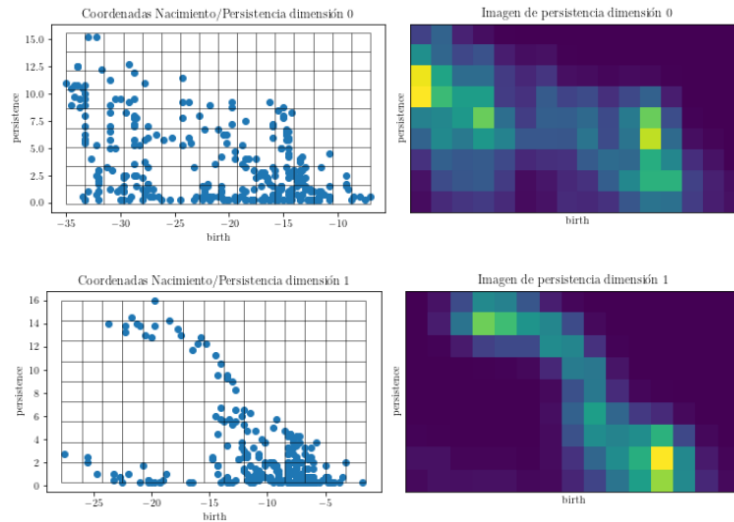 Coordenadas Nacimiento/Persistencia dimensión 0
Imagen de persistencia dimensión 0
15.0
12.5
10.0
7.5
5.0
2.5
0.0
persistence
−35
−30
−25
−20
−15
−10
birth
persistence
birth
Coordenadas Nacimiento/Persistencia dimensión 1
Imagen de persistencia dimensión 1
16
14
12
10
8
6
4
2
0
persistence
−25
−20
−15
−10
−5
birth
persistence
birth